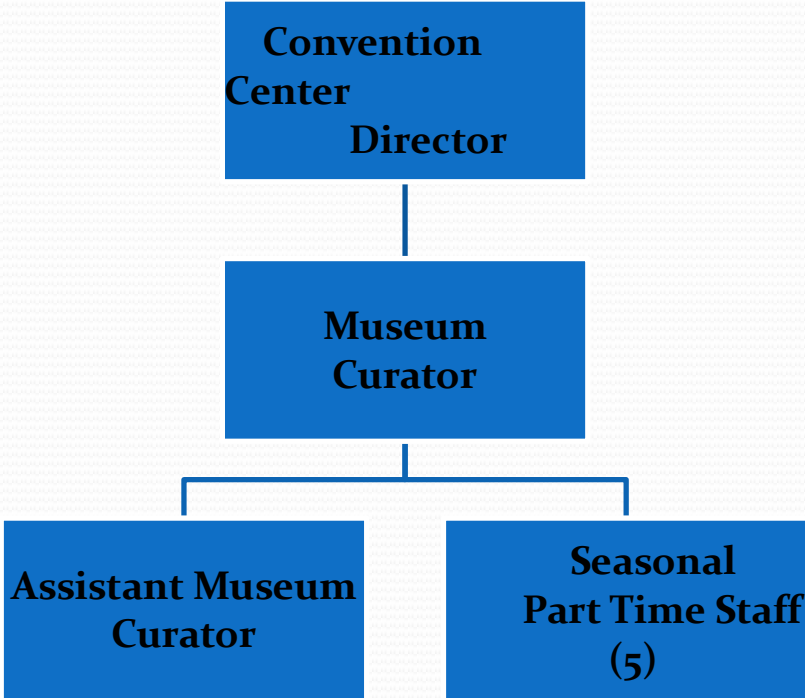 Convention
Center
Director
Museum
Curator
Assistant Museum
Curator
Seasonal
Part Time Staff
(5)